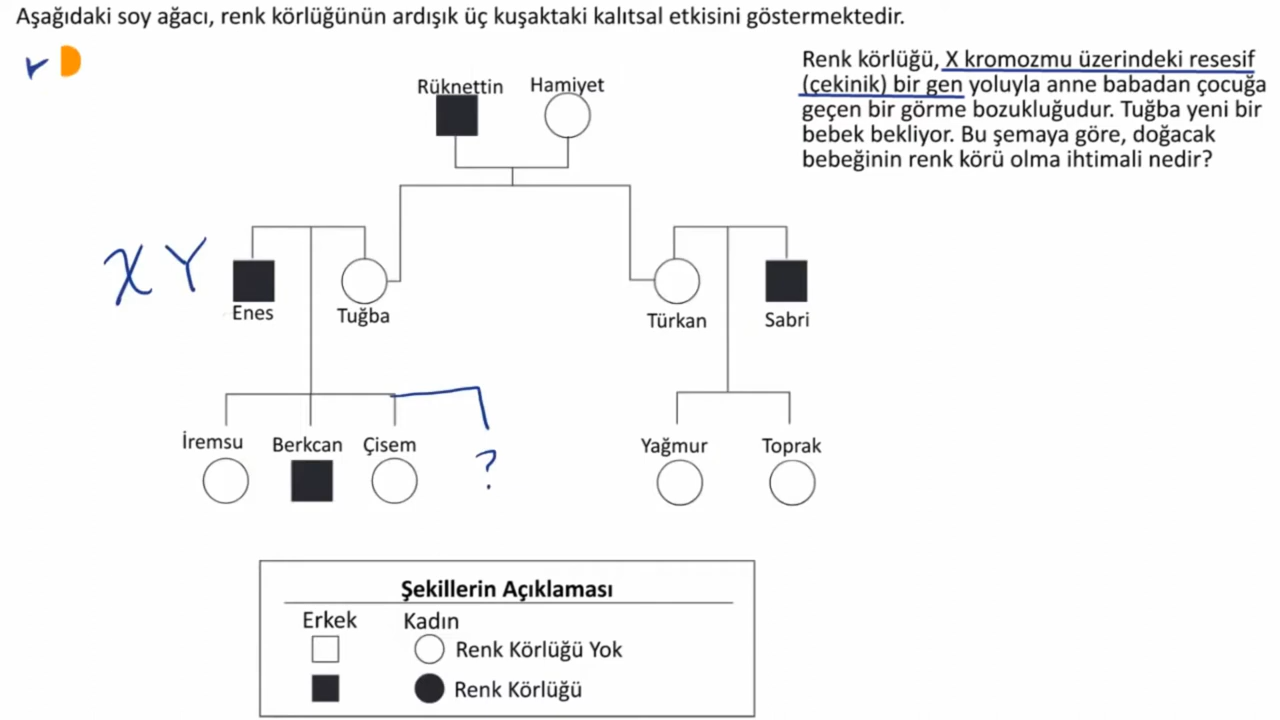 Aşağıdaki soy ağacı, renk körlüğünün ardışık üç kuşaktaki kalıtsal etkisini göstermektedir.
Renk körlüğü, X kromozmu üzerindeki resesif
(çekinik) bir gen yoluyla anne babadan çocuğa
geçen bir görme bozukluğudur. Tuğba yeni bir
bebek bekliyor. Bu şemaya göre, doğacak
bebeğinin renk körü olma ihtimali nedir?
Rüknettin Hamiyet
X Y
Enes Tuğba Türkan Sabri
İremsu Berkcan Çisem Yağmur Toprak
?
Şekillerin Açıklaması
Erkek Kadın
Renk Körlüğü Yok
Renk Körlüğü